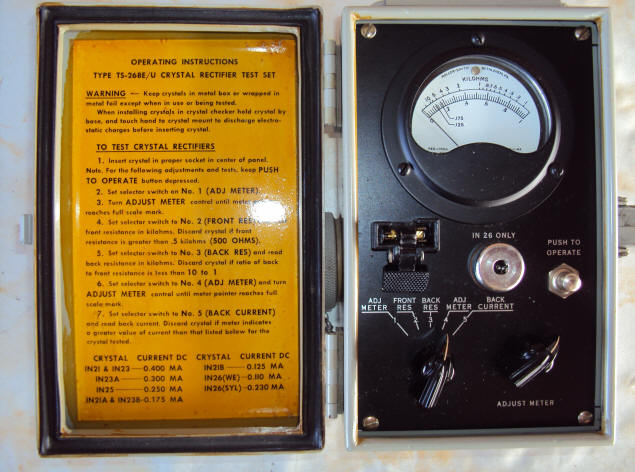 OPERATING INSTRUCTIONS
TYPE TS-268E/U CRYSTAL RECTIFIER TEST SET
WARNING — Keep crystals in metal box or wrapped in
metal foil except when in use or being tested.
When installing crystals in crystal checker hold crystal by
base, and touch hand to crystal mount to discharge electro-
static charges before inserting crystal.
TO TEST CRYSTAL RECTIFIERS
1. Insert crystal in proper socket in center of panel.
Note. For the following adjustments and tests, keep PUSH
TO OPERATE button depressed.
2. Set selector switch on No. 1 (ADJ METER).
3. Turn ADJUST METER control until meter
reaches full scale mark.
4. Set selector switch to No. 2 (FRONT RES)
front resistance in kilohms. Discard crystal if front
resistance is greater than .5 kilohms (500 OHMS).
5. Set selector switch to No. 3 (BACK RES) and read
back resistance in kilohms. Discard crystal if ratio of back
to front resistance is less than 10 to 1
6. Set selector switch to No. 4 (ADJ METER) and turn
ADJUST METER control until meter pointer reaches full
scale mark.
7. Set selector switch to No. 5 (BACK CURRENT)
and read back current. Discard crystal if meter indicates
a greater value of current than that listed below for the
crystal tested.
CRYSTAL CURRENT DC CRYSTAL CURRENT DC
IN21 & IN23—0.400 MA IN21B—0.125 MA
IN23A—0.300 MA IN26(WE)—0.110 MA
IN25—0.250 MA IN26(SYL)—0.230 MA
IN21A & IN23B-0.175 MA
KILOHMS
.175
.125
IN 26 ONLY
PUSH TO
OPERATE
ADJ METER
FRONT RES
BACK RES
ADJ METER
BACK CURRENT
1 2 3 4 5
ADJUST METER